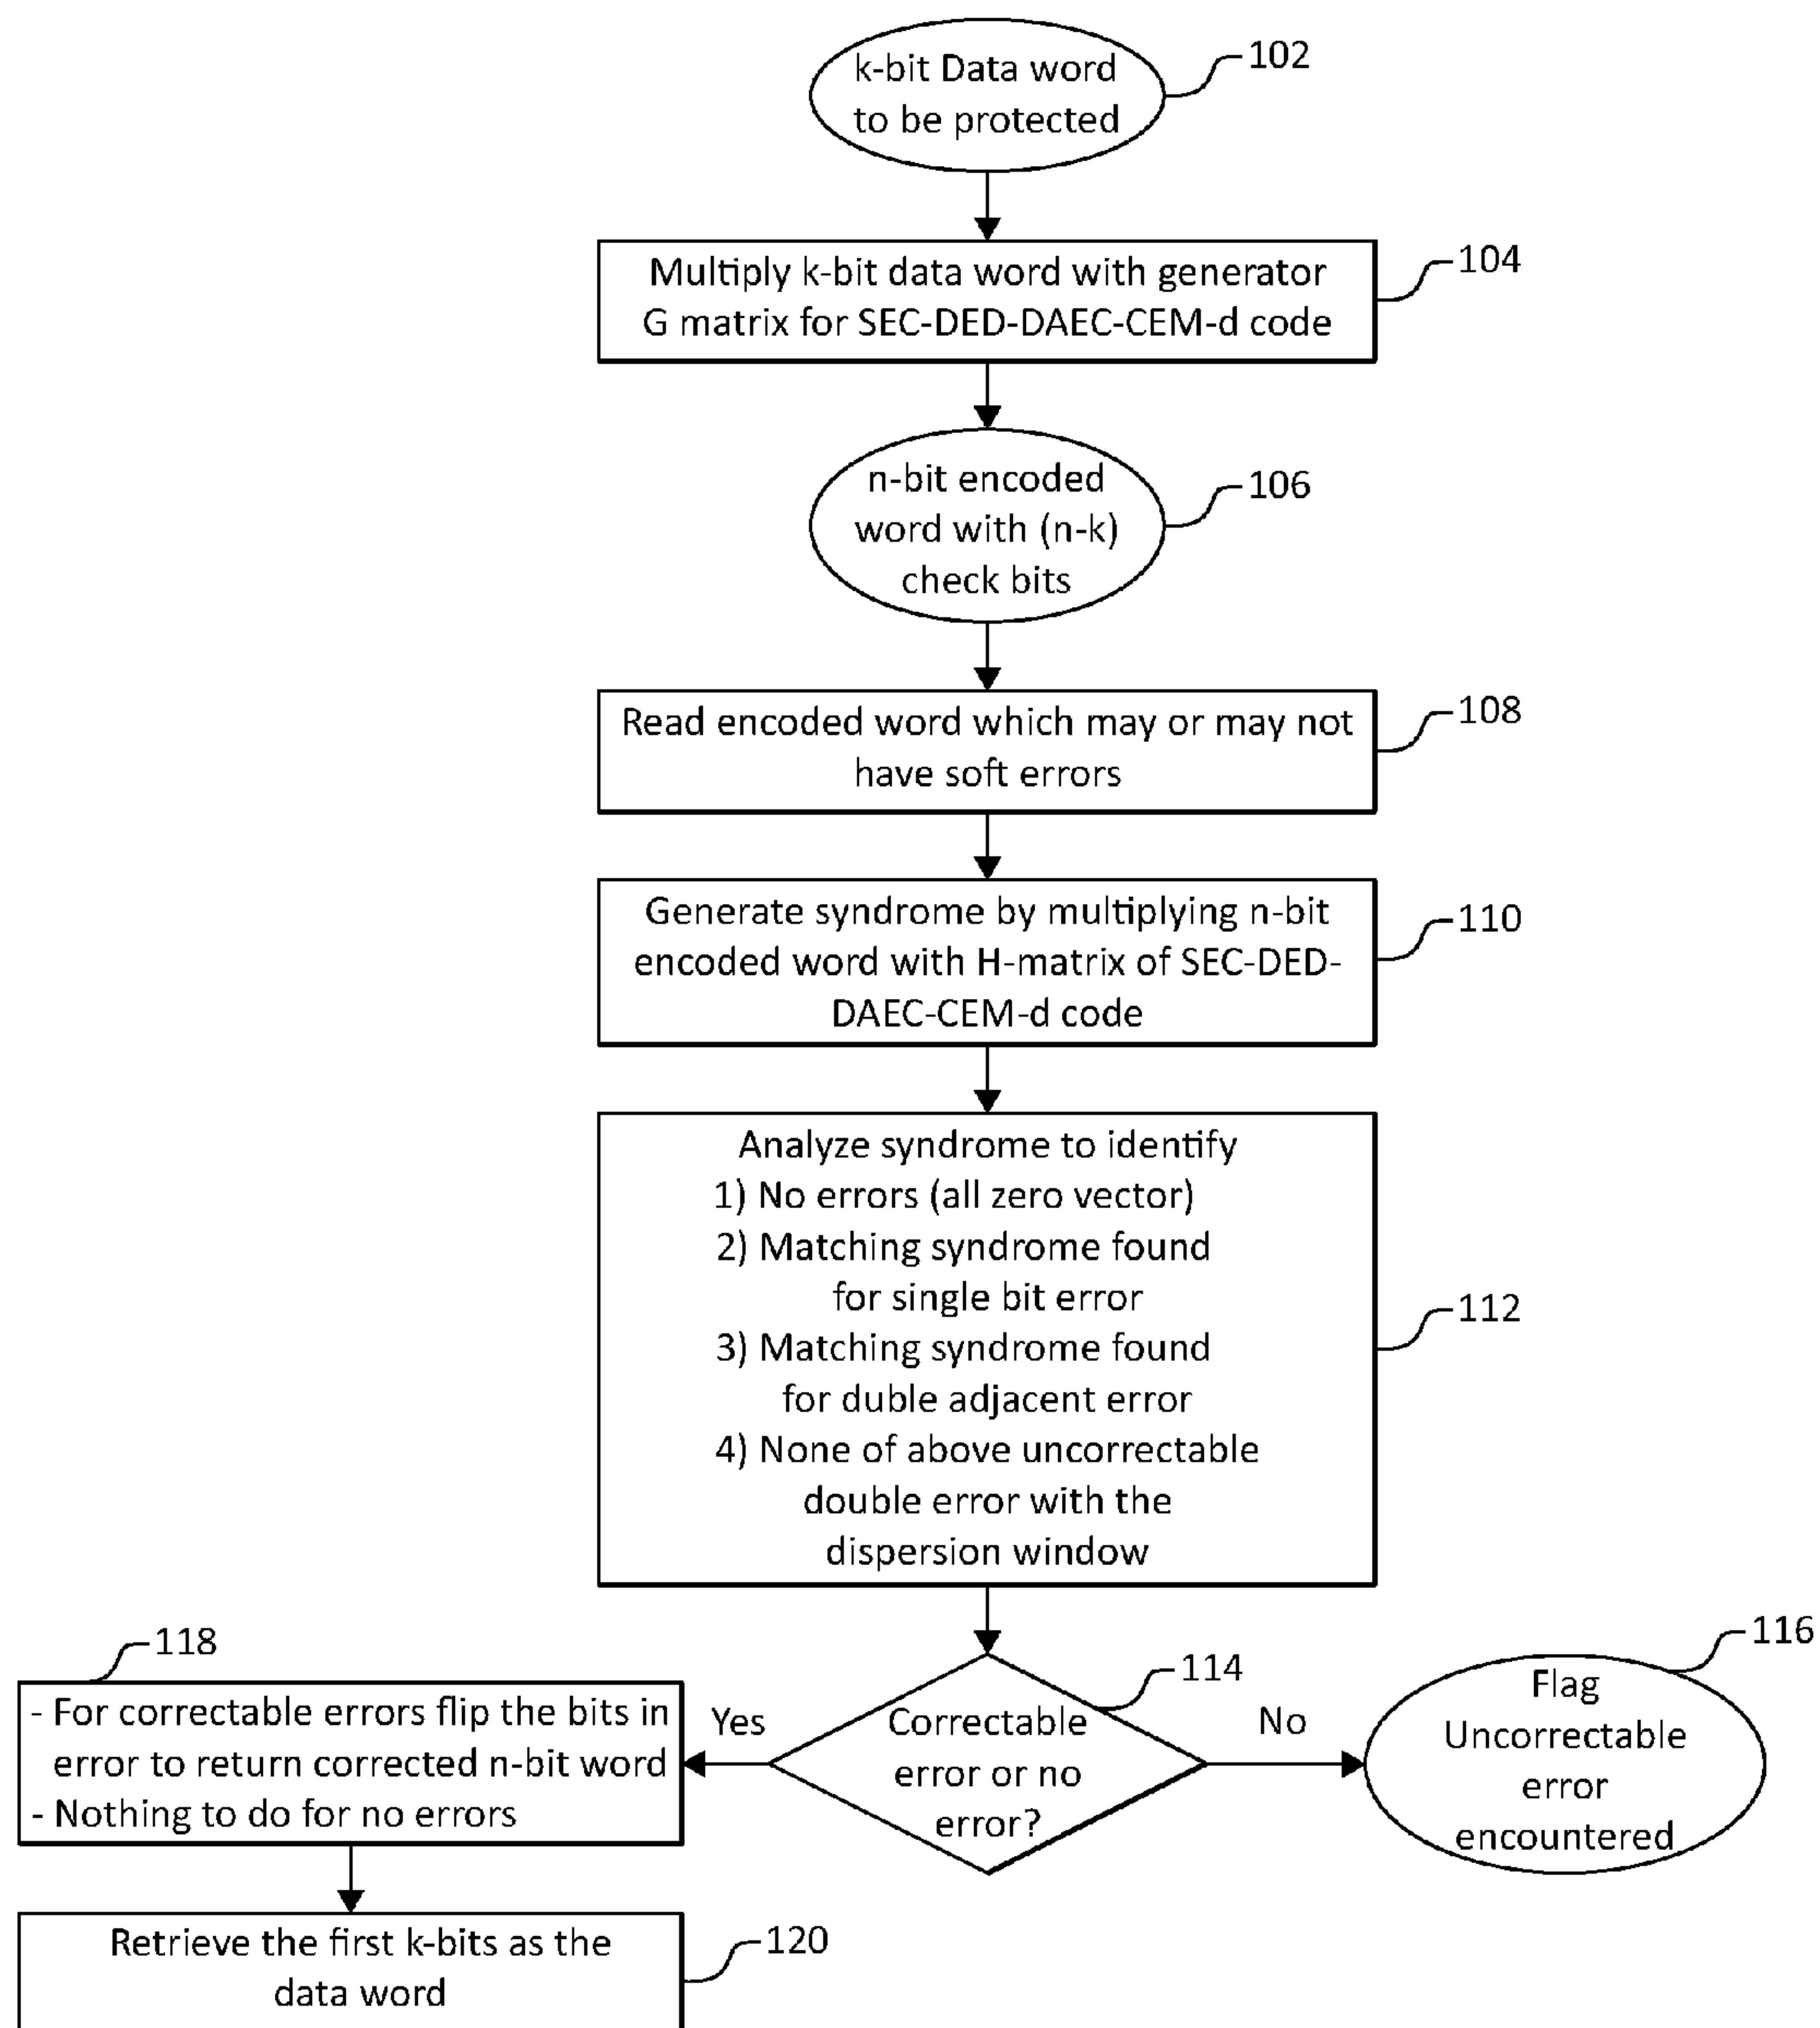 k-bit Data word
to be protected
102
Multiply k-bit data word with generator
G matrix for SEC-DED-DAEC-CEM-d code
104
n-bit encoded
word with (n-k)
check bits
106
Read encoded word which may or may not
have soft errors
108
Generate syndrome by multiplying n-bit
encoded word with H-matrix of SEC-DED-
DAEC-CEM-d code
110
Analyze syndrome to identify
1) No errors (all zero vector)
2) Matching syndrome found
for single bit error
3) Matching syndrome found
for duble adjacent error
4) None of above uncorrectable
double error with the
dispersion window
112
Correctable
error or no
error?
114
Yes
No
Flag
Uncorrectable
error
encountered
116
- For correctable errors flip the bits in
error to return corrected n-bit word
- Nothing to do for no errors
118
Retrieve the first k-bits as the
data word
120